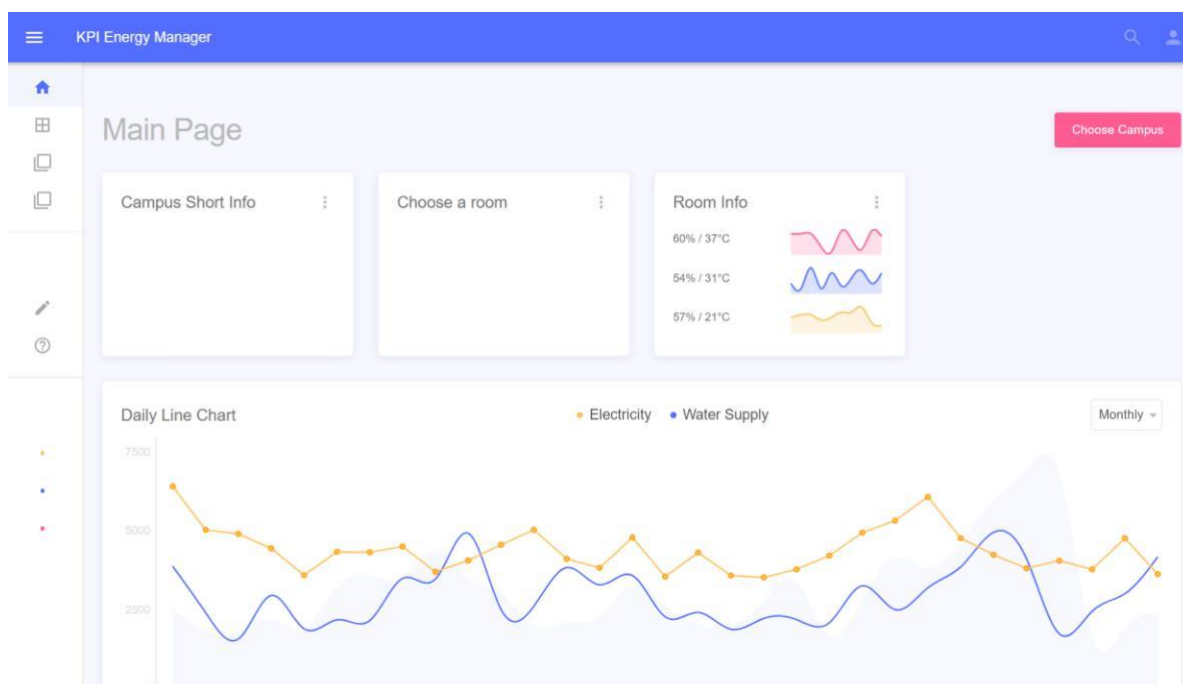 KPI Energy Manager
Main Page
Choose Campus
Campus Short Info
Choose a room
Room Info
60% / 37°C
54% / 31°C
57% / 21°C
Daily Line Chart
Electricity
Water Supply
Monthly
7500
5000
2500